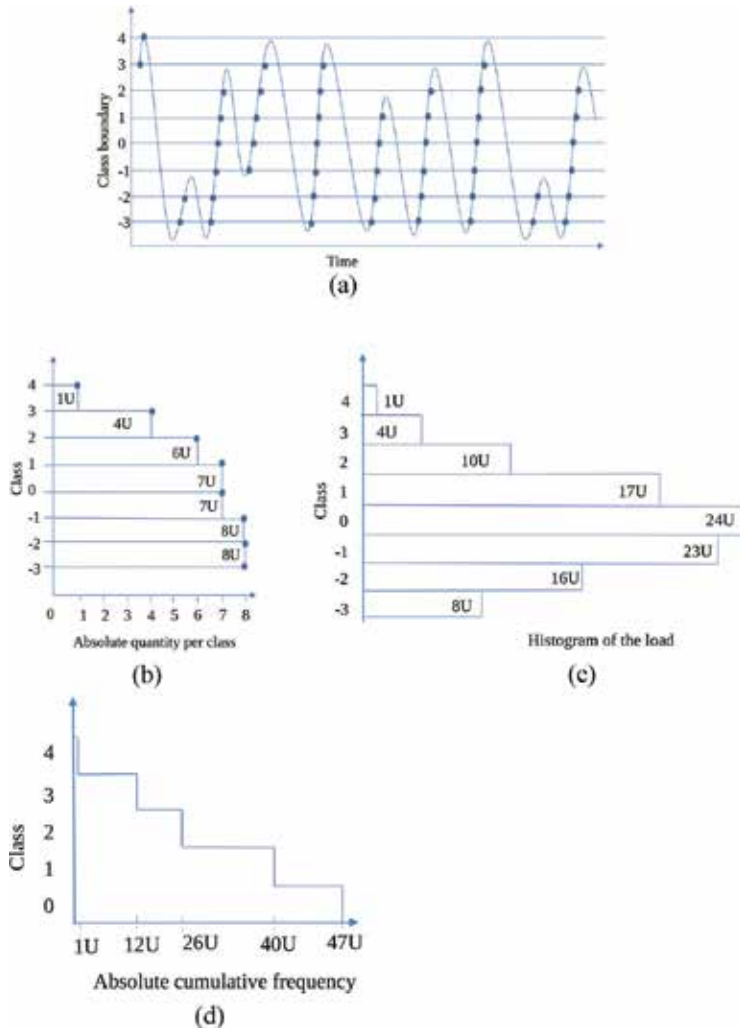 4
3
2
1
0
-1
-2
-3
Class boundary
Time
(a)
4
3
2
1
0
-1
-2
-3
Class
1U
4U
6U
7U
7U
8U
8U
0 1 2 3 4 5 6 7 8
Absolute quantity per class
(b)
4
3
2
1
0
-1
-2
-3
Class
1U
4U
10U
17U
24U
23U
16U
8U
Histogram of the load
(c)
4
3
2
1
0
Class
1U 12U 26U 40U 47U
Absolute cumulative frequency
(d)